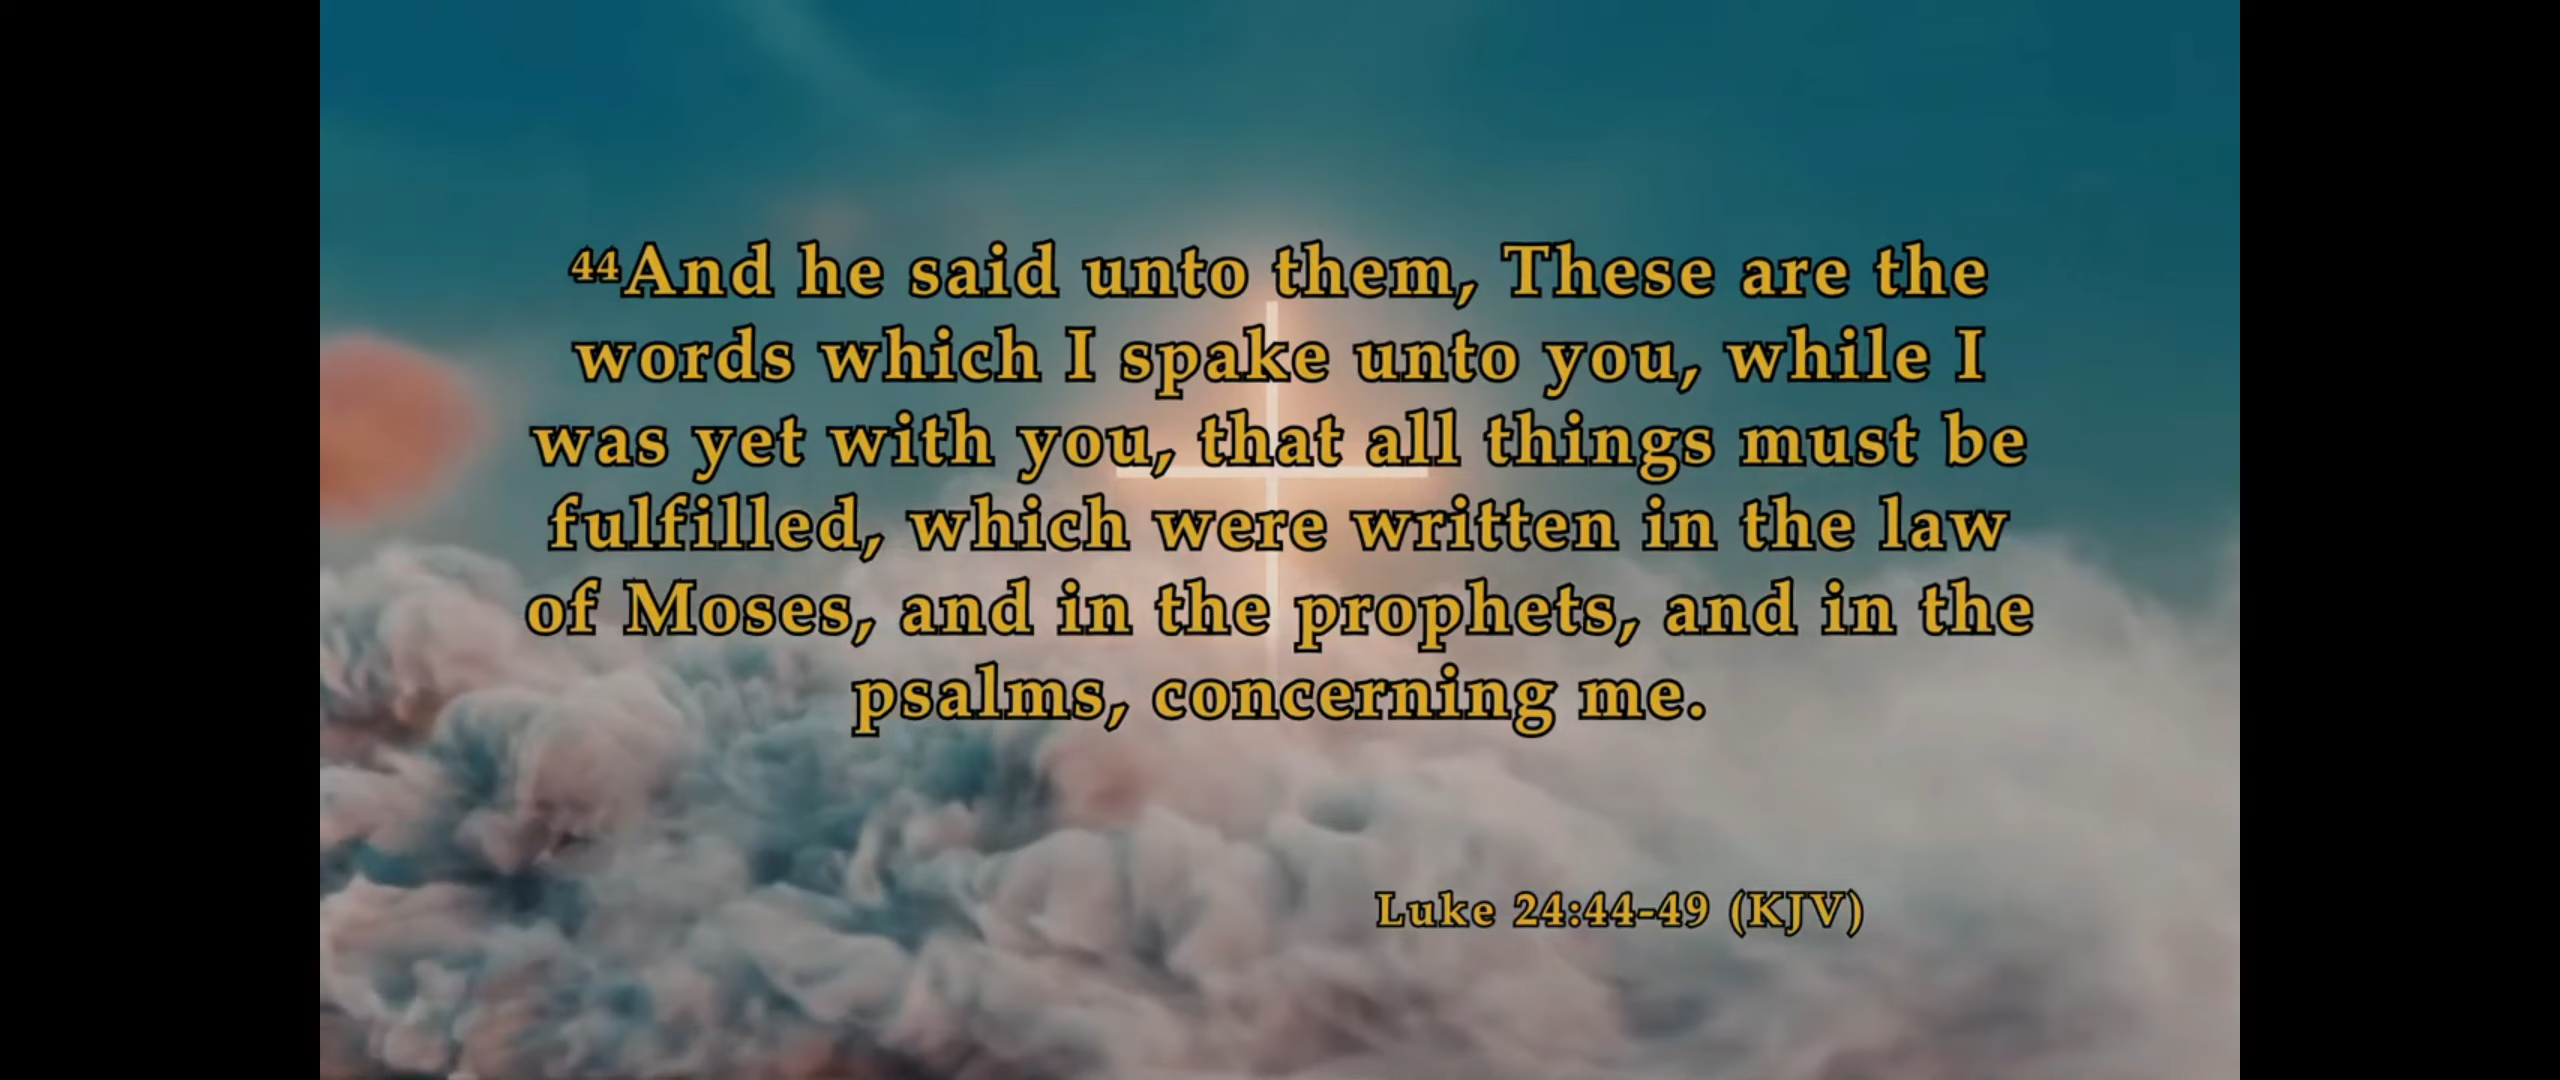 44And he said unto them, These are the
words which I spake unto you, while I
was yet with you, that all things must be
fulfilled, which were written in the law
of Moses, and in the prophets, and in the
psalms, concerning me.
Luke 24:44-49 (KJV)